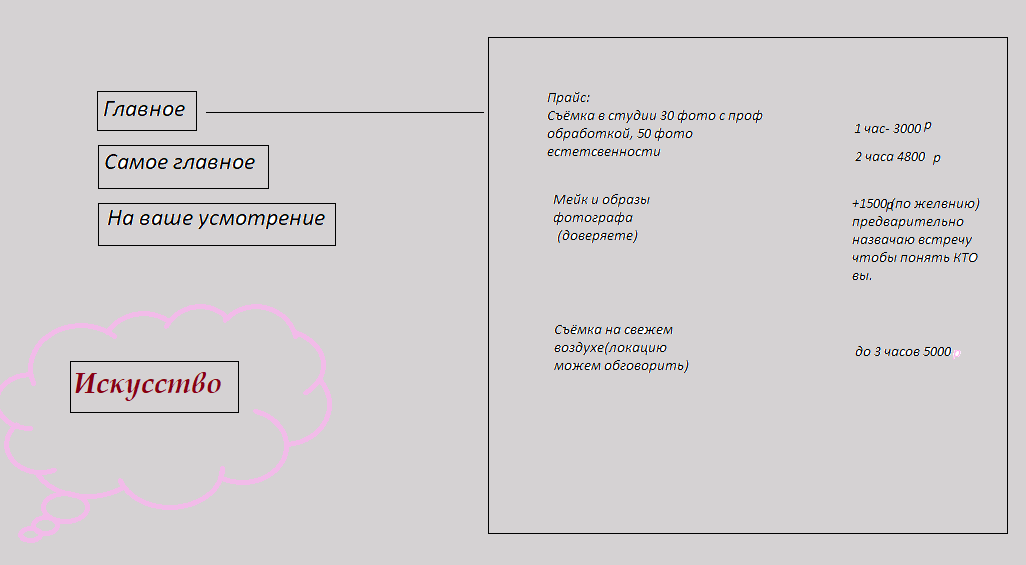 Главное
Самое главное
На ваше усмотрение
Искусство
Прайс:
Съёмка в студии 30 фото с проф
обработкой, 50 фото
естетсвенности
1 час- 3000 р
2 часа 4800 р
Мейк и образы
фотографа
(доверяете)
+1500р(по желвнию)
предварительно
назвачаю встречу
чтобы понять КТО
вы.
Съёмка на свежем
воздухе(локацию
можем обговорить)
до 3 часов 5000 р